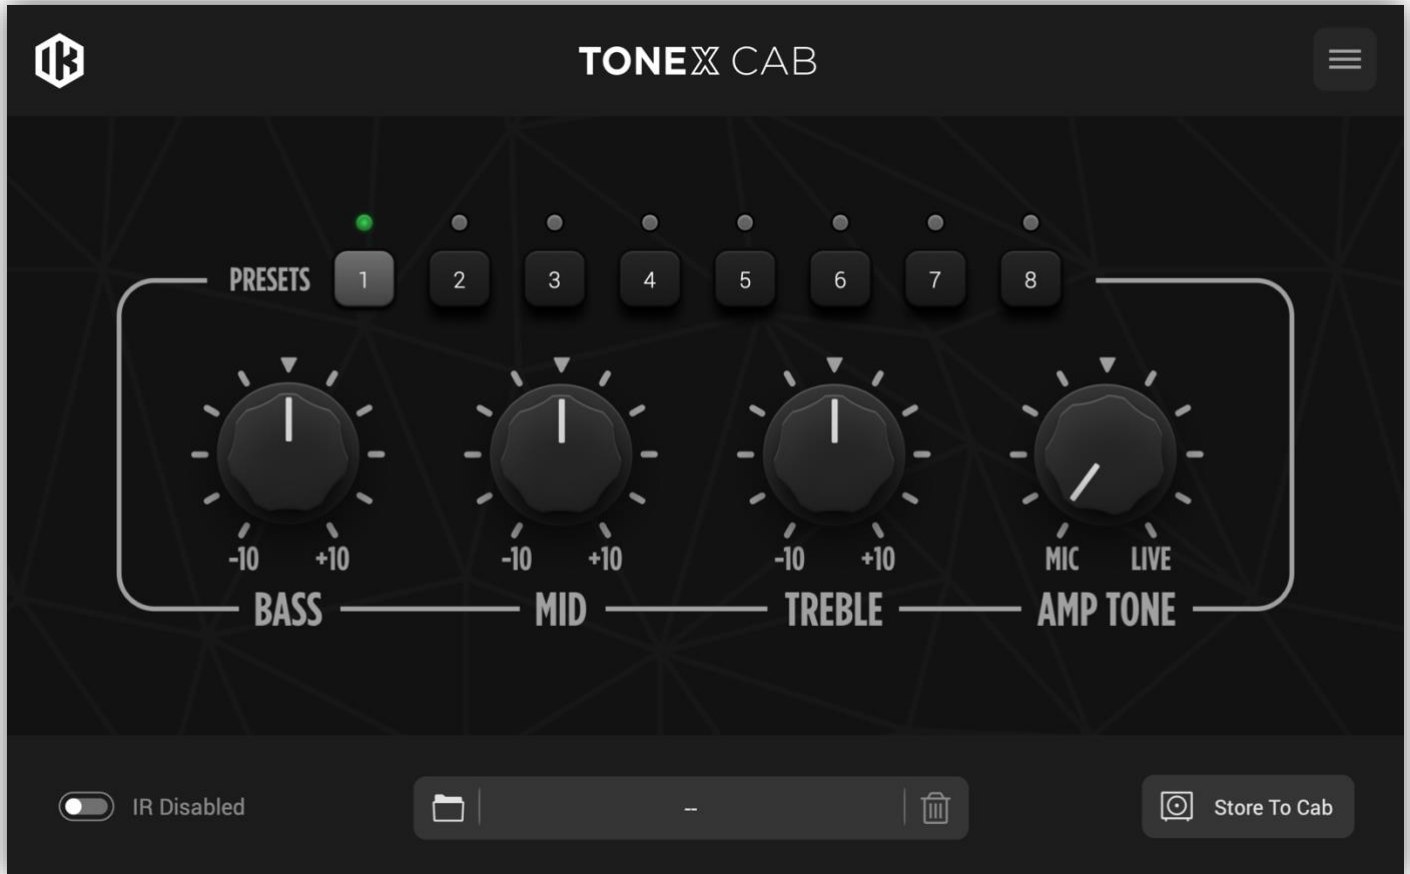 IK
TONEX CAB
PRESETS 1 2 3 4 5 6 7 8
-10 +10 -10 +10 -10 +10 MIC LIVE
BASS MID TREBLE AMP TONE
IR Disabled -- Store To Cab